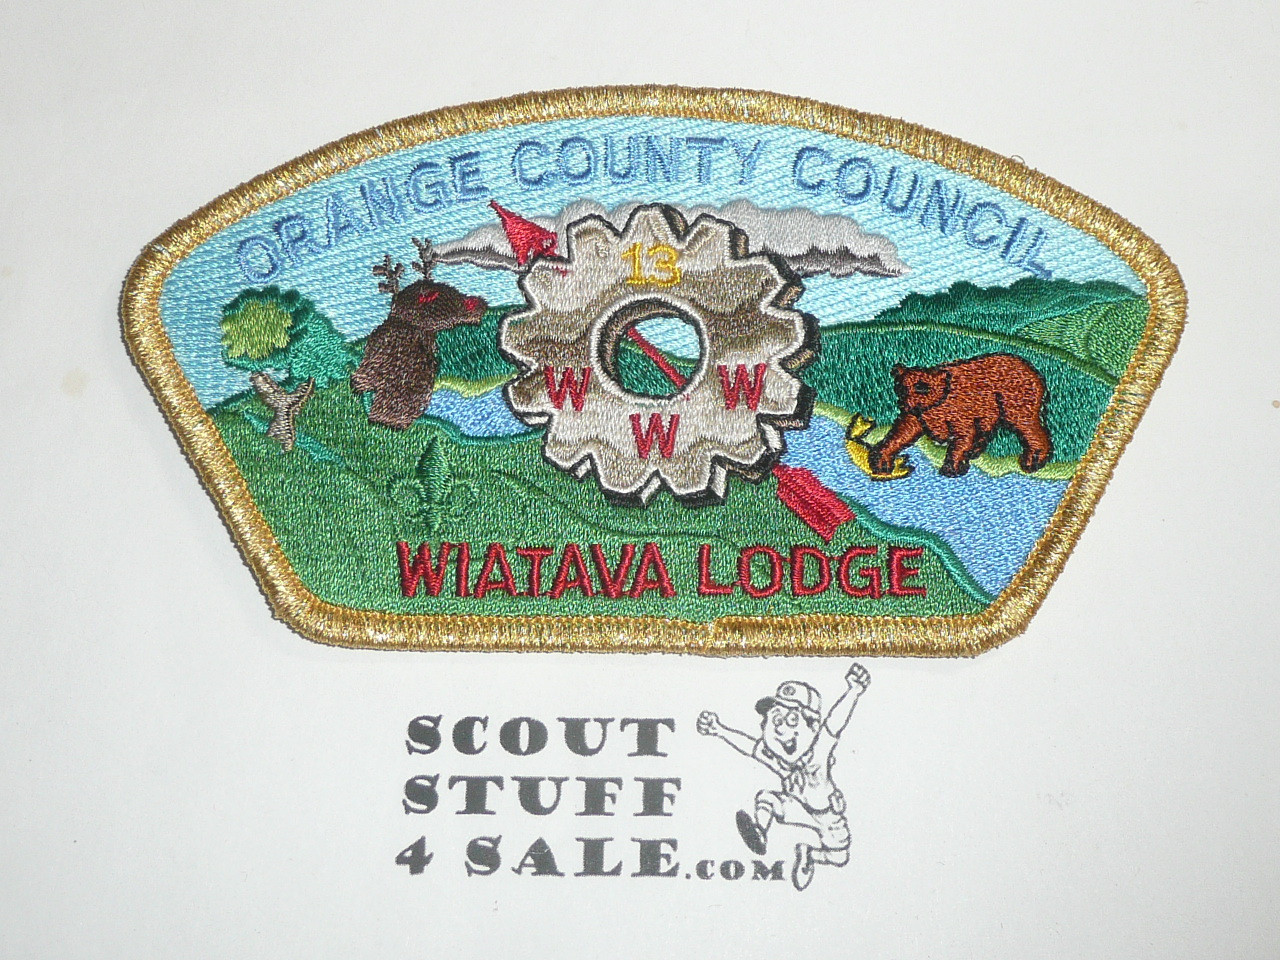 ORANGE COUNTY COUNCIL
13
W W W
WIATAVA LODGE
SCOUT
STUFF
4 SALE.COM